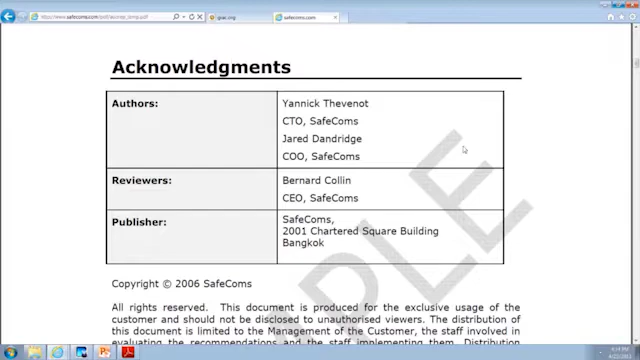 giac.org
safecoms.com
Acknowledgments
Authors:
Yannick Thevenot
CTO, SafeComs
Jared Dandridge
COO, SafeComs
Reviewers:
Bernard Collin
CEO, SafeComs
Publisher:
SafeComs,
2001 Chartered Square Building
Bangkok
Copyright © 2006 SafeComs
All rights reserved. This document is produced for the exclusive usage of the
customer and should not be disclosed to unauthorised viewers. The distribution of
this document is limited to the Management of the Customer, the staff involved in
evaluating the recommendations and the staff implementing them. Distribution